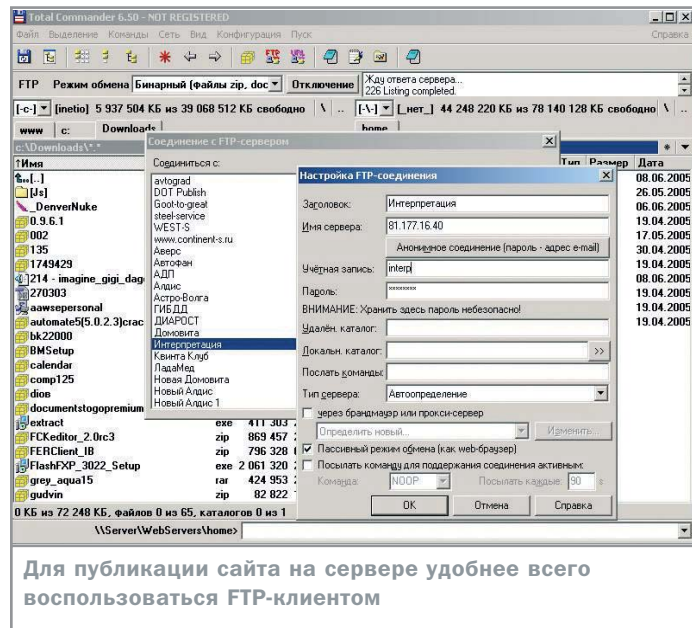 Total Commander 6.50 - NOT REGISTERED
Файл Выделение Команды Сеть Вид Конфигурация Пуск Справка
FTP Режим обмена Бинарный (файлы zip, doc Отключение Жду ответа сервера...
226 Listing completed.
[-c-] [inetio] 5 937 504 КБ из 39 068 512 КБ свободно \ .. [-\-] [_нет_] 44 248 220 КБ из 78 140 128 КБ свободно \ ..
www c: Downloads home
c:\Downloads\*.* * ▼
↑Имя Тип Размер Дата
[..] 08.06.2005
[Js] 26.05.2005
_DenverNuke 06.06.2005
0.9.6.1 19.04.2005
002 17.05.2005
135 30.04.2005
1749429 19.04.2005
214 - imagine_gigi_dag 08.06.2005
270303 19.04.2005
aawsepersonal 19.04.2005
automate5(5.0.2.3)crac 19.04.2005
bk22000
BMSetup
calendar
comp125
diов
documentstogopremium
extract exe 411 303
FCKeditor_2.0rc3 zip 869 457
FERClient_IB zip 796 328
FlashFXP_3022_Setup exe 2 061 320
grey_aqua15 rar 424 953
gudvin zip 82 822
0 КБ из 72 248 КБ, файлов 0 из 65, каталогов 0 из 1
\\Server\WebServers\home>
Соединение с FTP-сервером
Соединиться с:
avtograd
DOT Publish
Goot-to-great
steel-service
WEST-S
www.continent-s.ru
Аверс
Автофан
АДП
Алдис
Астро-Волга
ГИБДД
ДИАРОСТ
Домовита
Интерпретация
Квинта Клуб
ЛадаМед
Новая Домовита
Новый Алдис
Новый Алдис 1
Настройка FTP-соединения
Заголовок: Интерпретация
Имя сервера: 81.177.16.40
Анонимное соединение (пароль - адрес e-mail)
Учётная запись: interp
Пароль: ********
ВНИМАНИЕ: Хранить здесь пароль небезопасно!
Удалён. каталог:
Локальн. каталог: >>
Послать команды:
Тип сервера: Автоопределение
через брандмауэр или прокси-сервер
Определить новый... Изменить...
Пассивный режим обмена (как web-браузер)
Посылать команду для поддержания соединения активным:
Команда: NOOP Посылать каждые: 90 s
OK Отмена Справка
Для публикации сайта на сервере удобнее всего
воспользоваться FTP-клиентом